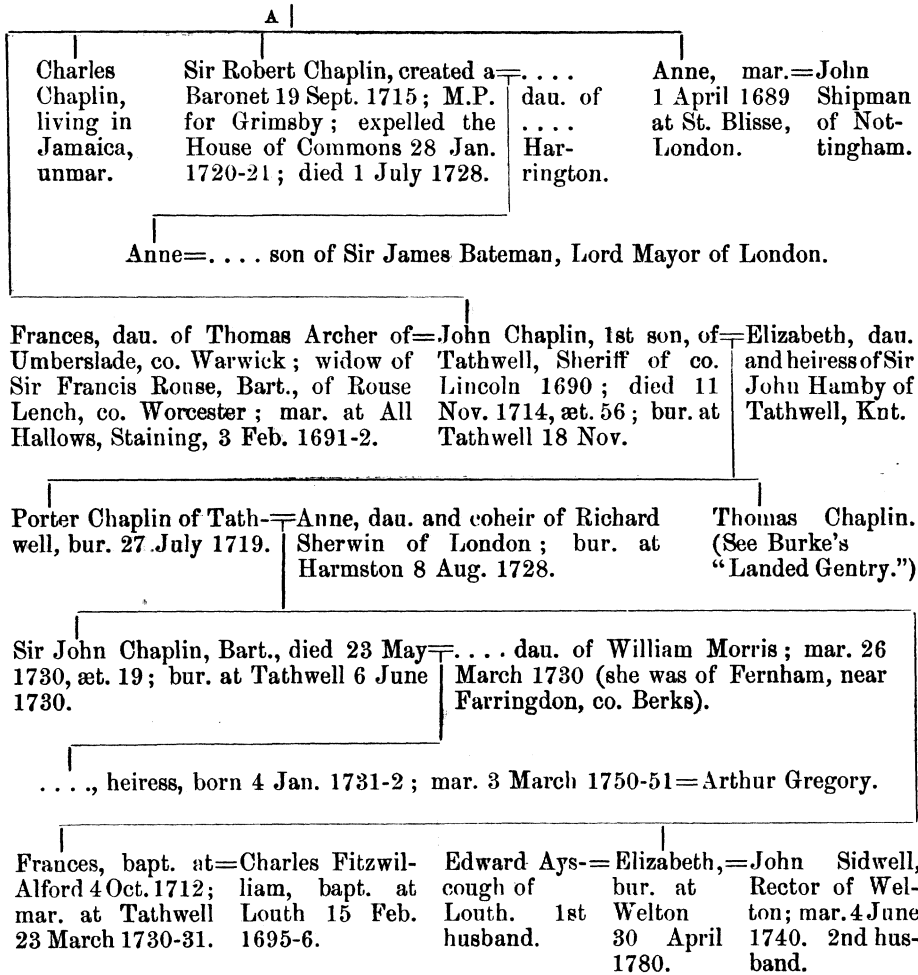 A
Charles
Chaplin,
living in
Jamaica,
unmar.
Sir Robert Chaplin, created a=. . . .
Baronet 19 Sept. 1715 ; M.P.
for Grimsby ; expelled the
House of Commons 28 Jan.
1720-21 ; died 1 July 1728.
dau. of
. . . .
Har-
rington.
Anne, mar.=John
1 April 1689
at St. Blisse,
London.
Shipman
of Not-
tingham.
Anne=. . . . son of Sir James Bateman, Lord Mayor of London.
Frances, dau. of Thomas Archer of=
Umberslade, co. Warwick ; widow of
Sir Francis Rouse, Bart., of Rouse
Lench, co. Worcester ; mar. at All
Hallows, Staining, 3 Feb. 1691-2.
John Chaplin, 1st son, of=
Tathwell, Sheriff of co.
Lincoln 1690 ; died 11
Nov. 1714, æt. 56 ; bur. at
Tathwell 18 Nov.
Elizabeth, dau.
and heiress of Sir
John Hamby of
Tathwell, Knt.
Porter Chaplin of Tath-=
well, bur. 27 July 1719.
Anne, dau. and coheir of Richard
Sherwin of London ; bur. at
Harmston 8 Aug. 1728.
Thomas Chaplin.
(See Burke's
"Landed Gentry.")
Sir John Chaplin, Bart., died 23 May=
1730, æt. 19 ; bur. at Tathwell 6 June
1730.
. . . . dau. of William Morris ; mar. 26
March 1730 (she was of Fernham, near
Farringdon, co. Berks).
. . . ., heiress, born 4 Jan. 1731-2 ; mar. 3 March 1750-51=Arthur Gregory.
Frances, bapt. at=
Alford 4 Oct. 1712 ;
mar. at Tathwell
23 March 1730-31.
Charles Fitzwil-
liam, bapt. at
Louth 15 Feb.
1695-6.
Edward Ays-=
cough of
Louth. 1st
husband.
Elizabeth,=
bur. at
Welton
30 April
1780.
John Sidwell,
Rector of Wel-
ton ; mar. 4 June
1740. 2nd hus-
band.